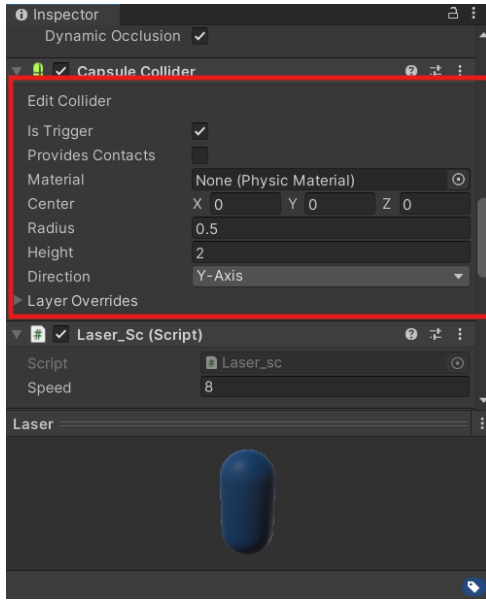 Inspector
Dynamic Occlusion
Capsule Collider
Edit Collider
Is Trigger
Provides Contacts
Material None (Physic Material)
Center X 0 Y 0 Z 0
Radius 0.5
Height 2
Direction Y-Axis
Layer Overrides
# Laser_Sc (Script)
Script # Laser_sc
Speed 8
Laser